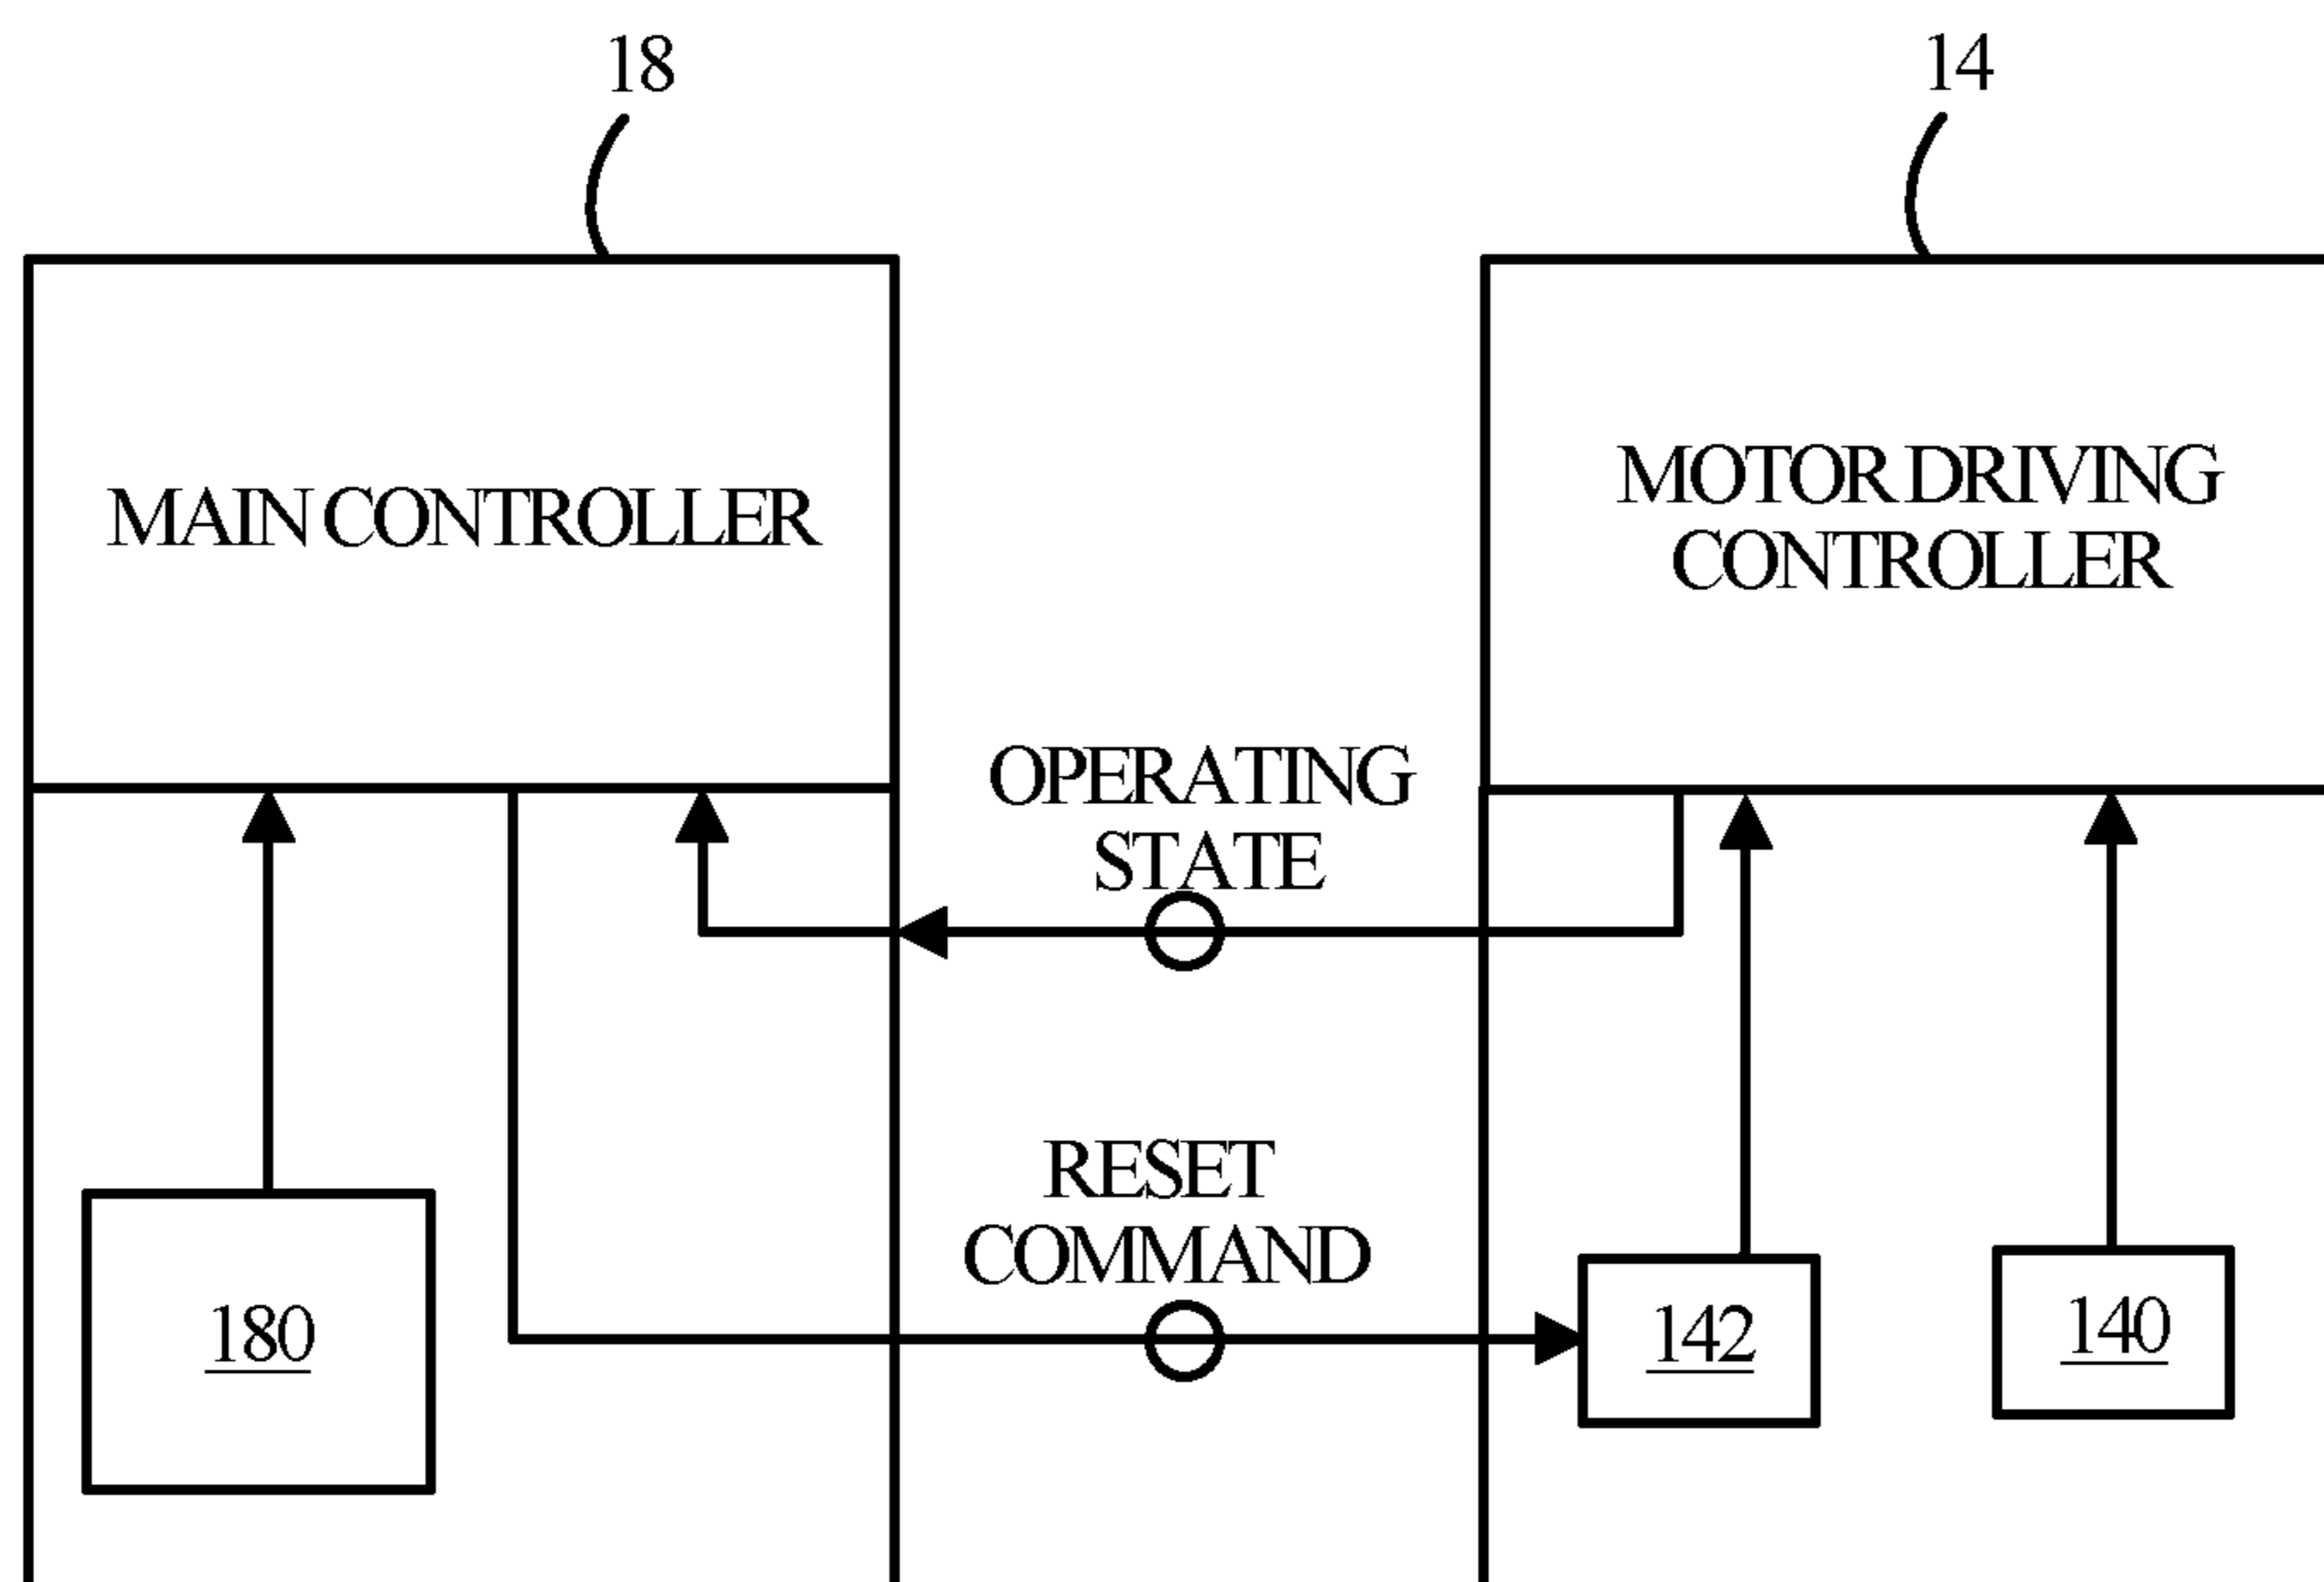 18
14
MAIN CONTROLLER
MOTOR DRIVING
CONTROLLER
OPERATING
STATE
RESET
COMMAND
180
142
140